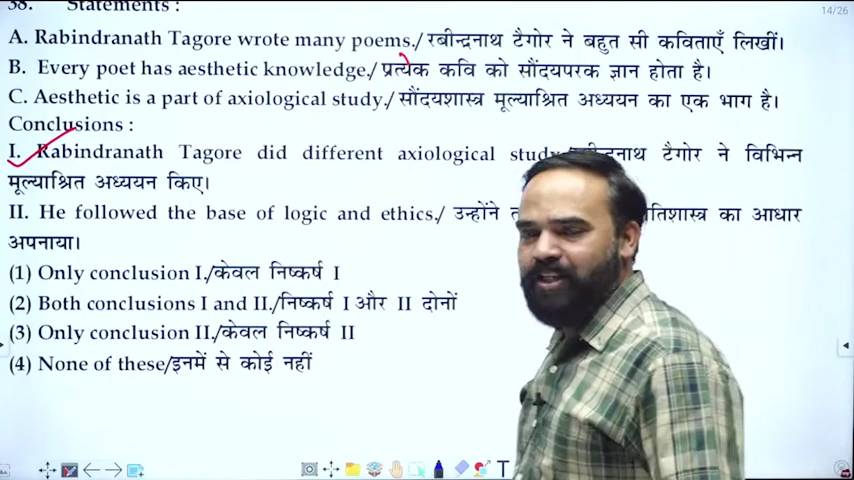 14/26
38. Statements :
A. Rabindranath Tagore wrote many poems./ रबीन्द्रनाथ टैगोर ने बहुत सी कविताएँ लिखीं।
B. Every poet has aesthetic knowledge./ प्रत्येक कवि को सौंदयपरक ज्ञान होता है।
C. Aesthetic is a part of axiological study./ सौंदयशास्त्र मूल्याश्रित अध्ययन का एक भाग है।
Conclusions :
I. Rabindranath Tagore did different axiological study टैगोर ने विभिन्न
मूल्याश्रित अध्ययन किए।
II. He followed the base of logic and ethics./ उन्होंने का आधार
अपनाया।
(1) Only conclusion I./केवल निष्कर्ष I
(2) Both conclusions I and II./निष्कर्ष I और II दोनों
(3) Only conclusion II./केवल निष्कर्ष II
(4) None of these/इनमें से कोई नहीं
T